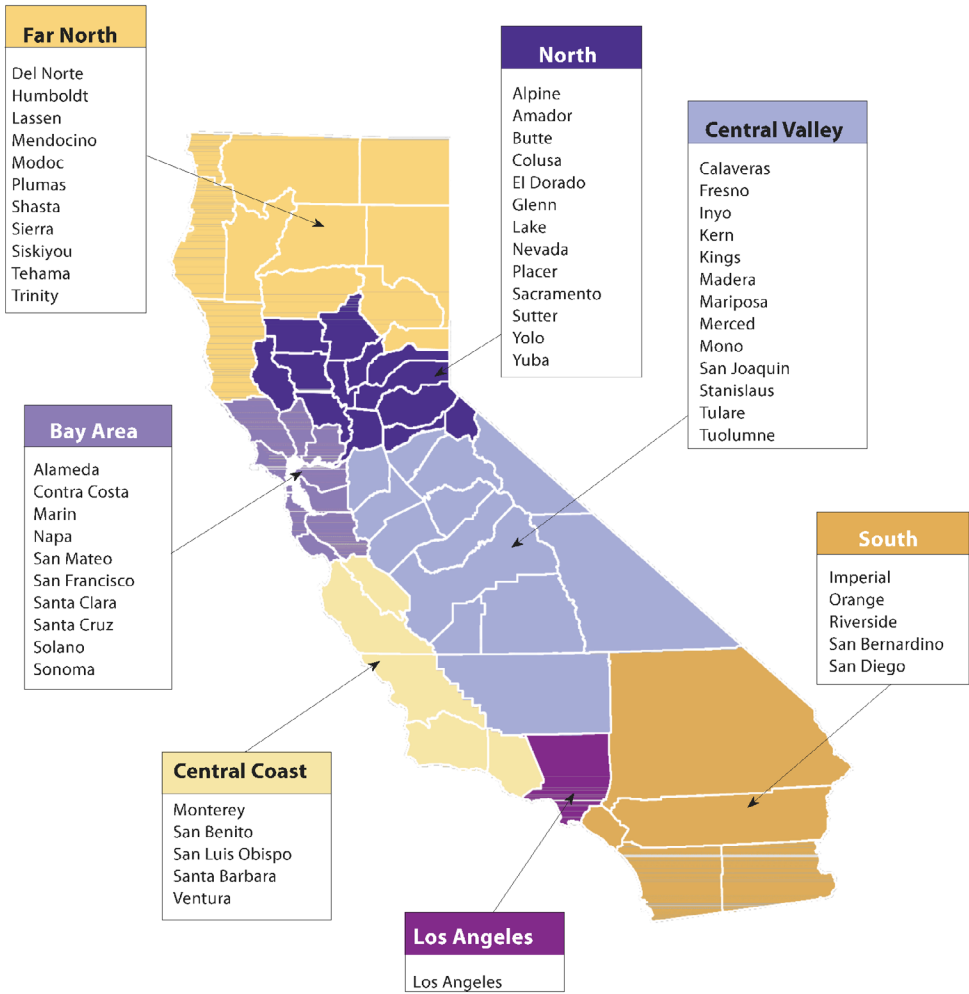 Far North
Del Norte
Humboldt
Lassen
Mendocino
Modoc
Plumas
Shasta
Sierra
Siskiyou
Tehama
Trinity
North
Alpine
Amador
Butte
Colusa
El Dorado
Glenn
Lake
Nevada
Placer
Sacramento
Sutter
Yolo
Yuba
Central Valley
Calaveras
Fresno
Inyo
Kern
Kings
Madera
Mariposa
Merced
Mono
San Joaquin
Stanislaus
Tulare
Tuolumne
Bay Area
Alameda
Contra Costa
Marin
Napa
San Mateo
San Francisco
Santa Clara
Santa Cruz
Solano
Sonoma
South
Imperial
Orange
Riverside
San Bernardino
San Diego
Central Coast
Monterey
San Benito
San Luis Obispo
Santa Barbara
Ventura
Los Angeles
Los Angeles